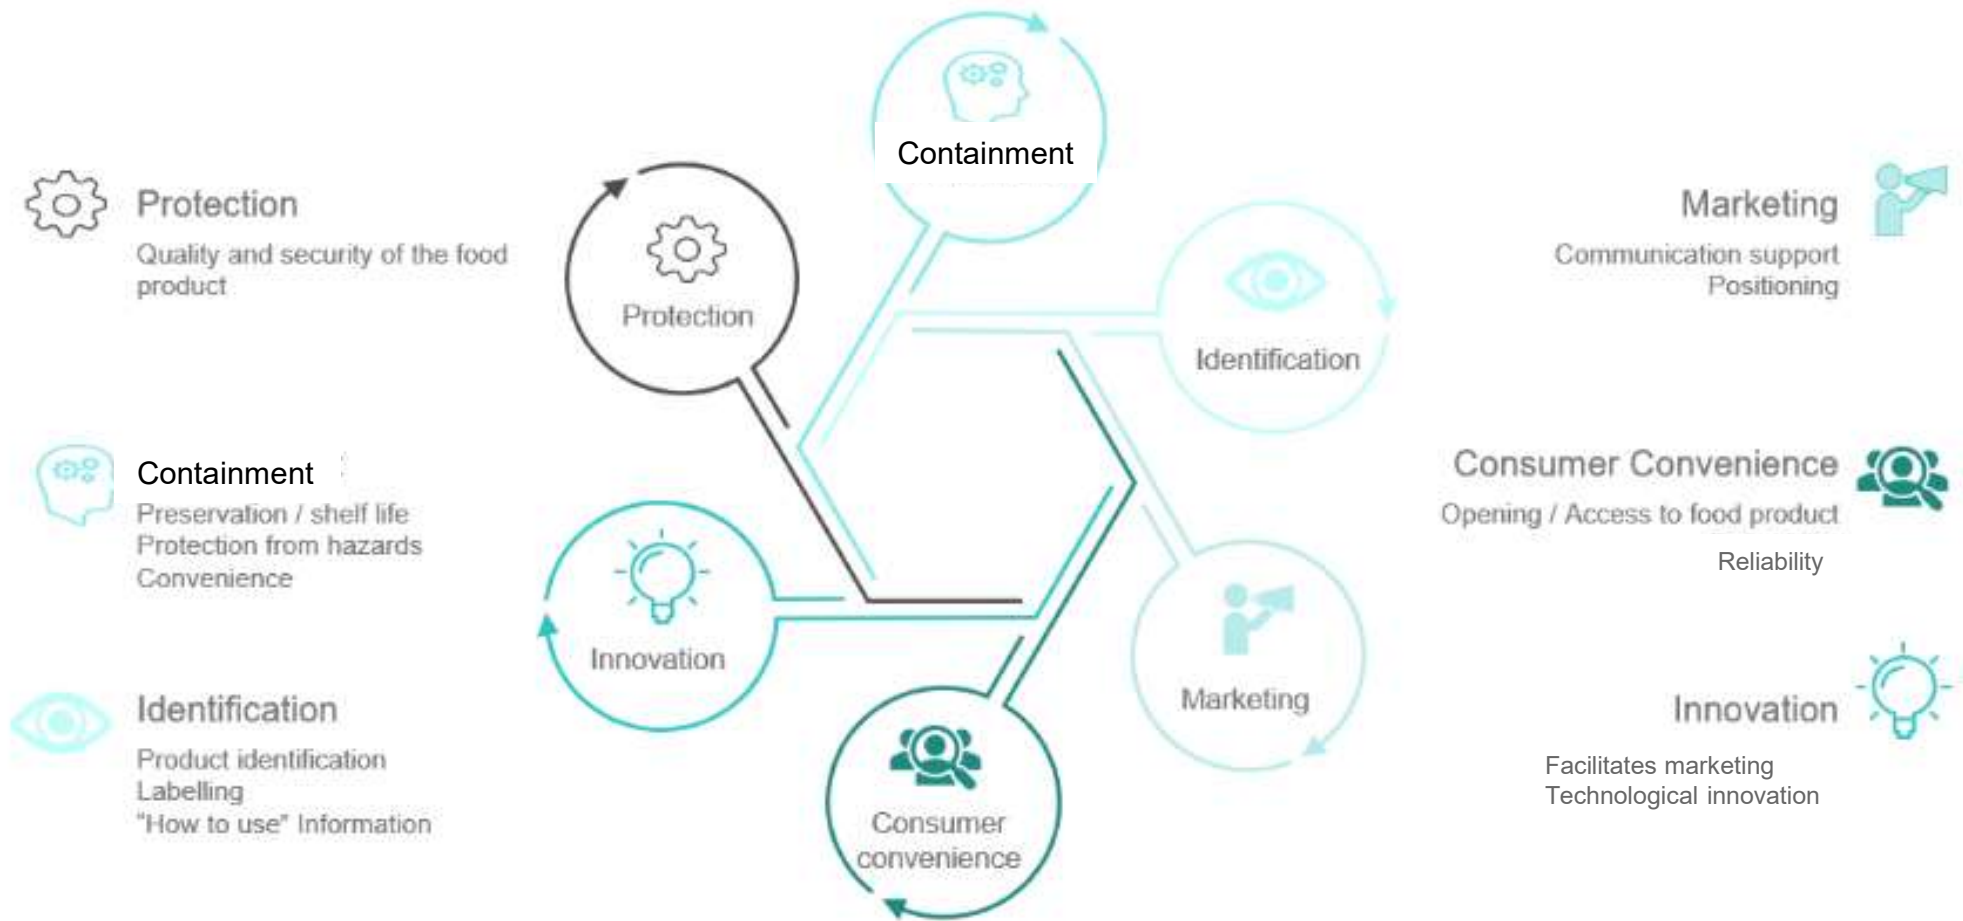 Protection
Quality and security of the food
product
Containment
Preservation / shelf life
Protection from hazards
Convenience
Identification
Product identification
Labelling
"How to use" Information
Containment
Protection
Identification
Innovation
Marketing
Consumer
convenience
Marketing
Communication support
Positioning
Consumer Convenience
Opening / Access to food product
Reliability
Innovation
Facilitates marketing
Technological innovation